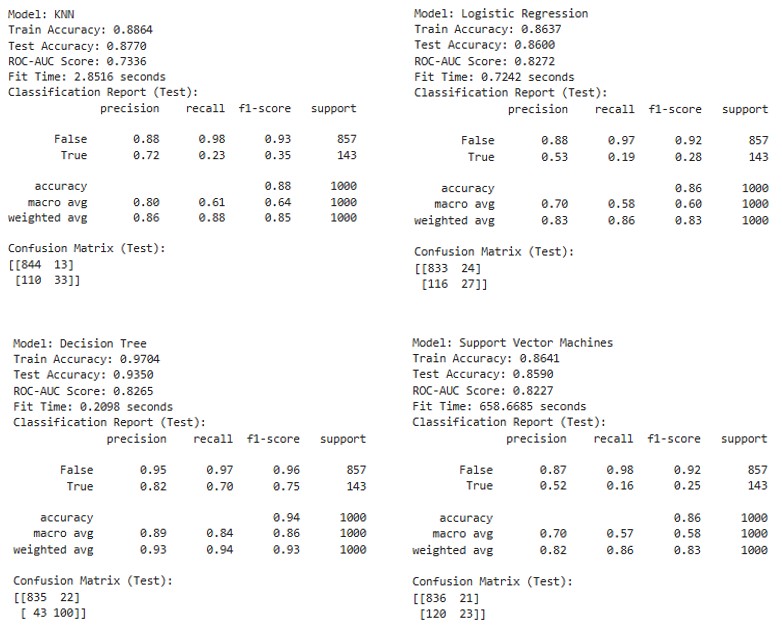 Model: KNN
Train Accuracy: 0.8864
Test Accuracy: 0.8770
ROC-AUC Score: 0.7336
Fit Time: 2.8516 seconds
Classification Report (Test):
precision recall f1-score support
False 0.88 0.98 0.93 857
True 0.72 0.23 0.35 143
accuracy 0.88 1000
macro avg 0.80 0.61 0.64 1000
weighted avg 0.86 0.88 0.85 1000
Confusion Matrix (Test):
[[844 13]
[110 33]]
Model: Logistic Regression
Train Accuracy: 0.8637
Test Accuracy: 0.8600
ROC-AUC Score: 0.8272
Fit Time: 0.7242 seconds
Classification Report (Test):
precision recall f1-score support
False 0.88 0.97 0.92 857
True 0.53 0.19 0.28 143
accuracy 0.86 1000
macro avg 0.70 0.58 0.60 1000
weighted avg 0.83 0.86 0.83 1000
Confusion Matrix (Test):
[[833 24]
[116 27]]
Model: Decision Tree
Train Accuracy: 0.9704
Test Accuracy: 0.9350
ROC-AUC Score: 0.8265
Fit Time: 0.2098 seconds
Classification Report (Test):
precision recall f1-score support
False 0.95 0.97 0.96 857
True 0.82 0.70 0.75 143
accuracy 0.94 1000
macro avg 0.89 0.84 0.86 1000
weighted avg 0.93 0.94 0.93 1000
Confusion Matrix (Test):
[[835 22]
[ 43 100]]
Model: Support Vector Machines
Train Accuracy: 0.8641
Test Accuracy: 0.8590
ROC-AUC Score: 0.8227
Fit Time: 658.6685 seconds
Classification Report (Test):
precision recall f1-score support
False 0.87 0.98 0.92 857
True 0.52 0.16 0.25 143
accuracy 0.86 1000
macro avg 0.70 0.57 0.58 1000
weighted avg 0.82 0.86 0.83 1000
Confusion Matrix (Test):
[[836 21]
[120 23]]